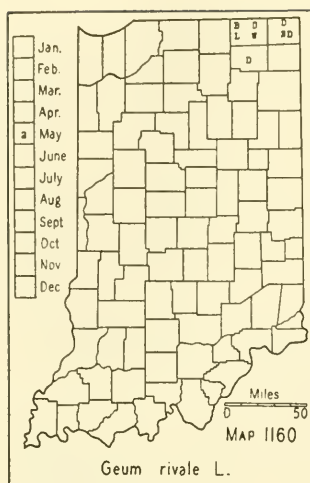 B D D
L W
D
Jan.
Feb.
Mar.
Apr.
a May
June
July
Aug
Sept
Oct
Nov
Dec
Miles
0 50
MAP 1160
Geum rivale L.